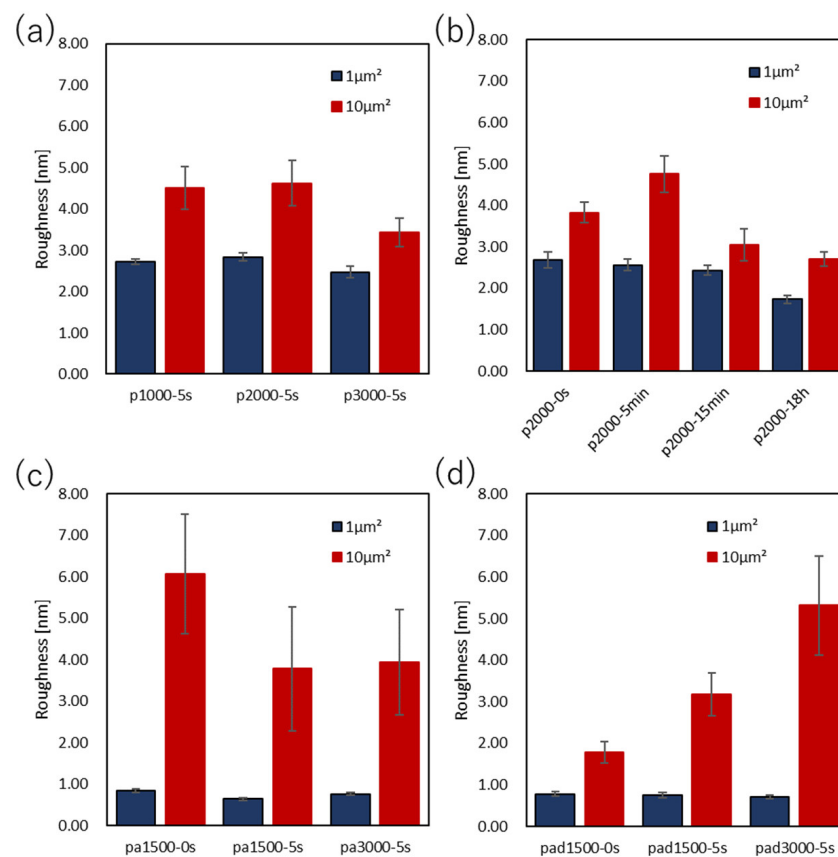 (a)
8.00
7.00
6.00
5.00
4.00
3.00
2.00
1.00
0.00
Roughness [nm]
1μm²
10μm²
p1000-5s p2000-5s p3000-5s
(b)
8.00
7.00
6.00
5.00
4.00
3.00
2.00
1.00
0.00
Roughness [nm]
1μm²
10μm²
p2000-0s p2000-5min p2000-15min p2000-18h
(c)
8.00
7.00
6.00
5.00
4.00
3.00
2.00
1.00
0.00
Roughness [nm]
1μm²
10μm²
pa1500-0s pa1500-5s pa3000-5s
(d)
8.00
7.00
6.00
5.00
4.00
3.00
2.00
1.00
0.00
Roughness [nm]
1μm²
10μm²
pad1500-0s pad1500-5s pad3000-5s